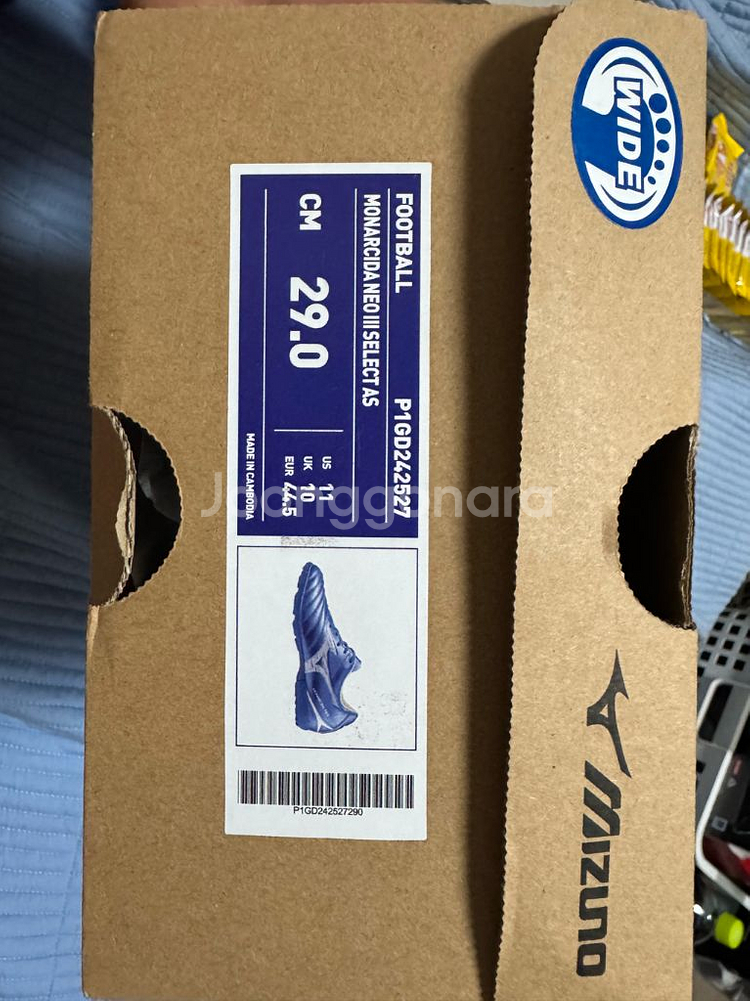 WIDE
FOOTBALL P1GD242527
MONARCIDA NEO III SELECT AS
CM 29.0
US 11
UK 10
EUR 44.5
MADE IN CAMBODIA
P1GD242527290
MIZUNO
Joonggonara